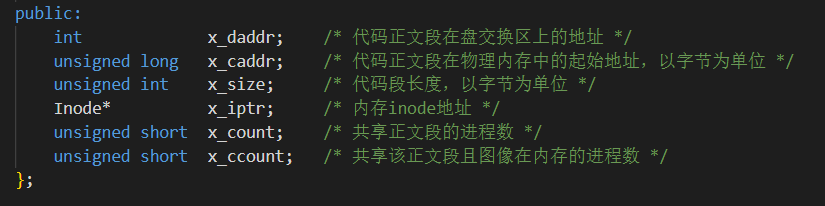 public:
int x_daddr; /* 代码正文段在盘交换区上的地址 */
unsigned long x_caddr; /* 代码正文段在物理内存中的起始地址，以字节为单位 */
unsigned int x_size; /* 代码段长度，以字节为单位 */
Inode* x_iptr; /* 内存inode地址 */
unsigned short x_count; /* 共享正文段的进程数 */
unsigned short x_ccount; /* 共享该正文段且图像在内存的进程数 */
};